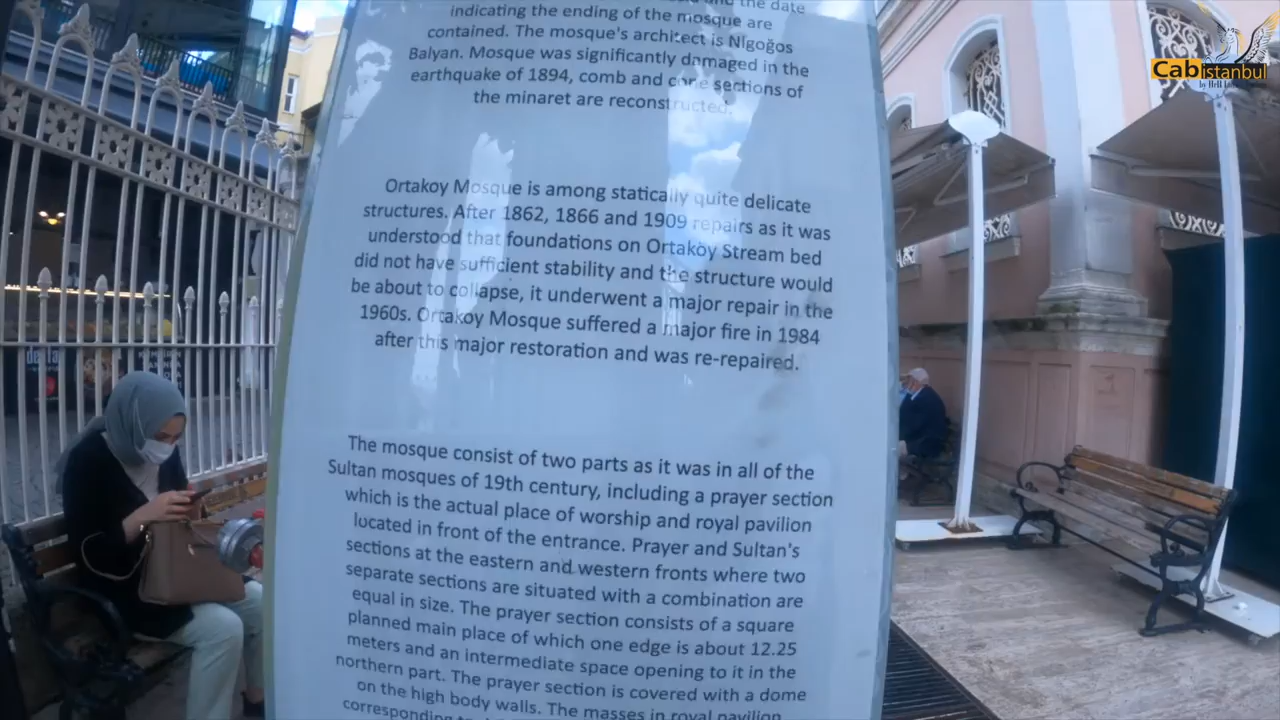 and the date
indicating the ending of the mosque are
contained. The mosque's architect is Nigoğos
Balyan. Mosque was significantly damaged in the
earthquake of 1894, comb and cone sections of
the minaret are reconstructed.
Ortakoy Mosque is among statically quite delicate
structures. After 1862, 1866 and 1909 repairs as it was
understood that foundations on Ortaköy Stream bed
did not have sufficient stability and the structure would
be about to collapse, it underwent a major repair in the
1960s. Ortakoy Mosque suffered a major fire in 1984
after this major restoration and was re-repaired.
The mosque consist of two parts as it was in all of the
Sultan mosques of 19th century, including a prayer section
which is the actual place of worship and royal pavilion
located in front of the entrance. Prayer and Sultan's
sections at the eastern and western fronts where two
separate sections are situated with a combination are
equal in size. The prayer section consists of a square
planned main place of which one edge is about 12.25
meters and an intermediate space opening to it in the
northern part. The prayer section is covered with a dome
on the high body walls. The masses in royal pavilion
corresponding
Cabistanbul